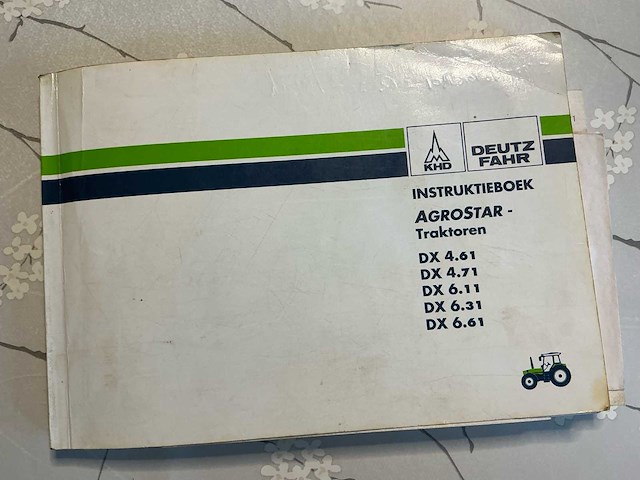 KHD
DEUTZ
FAHR
INSTRUKTIEBOEK
AGROSTAR -
Traktoren
DX 4.61
DX 4.71
DX 6.11
DX 6.31
DX 6.61